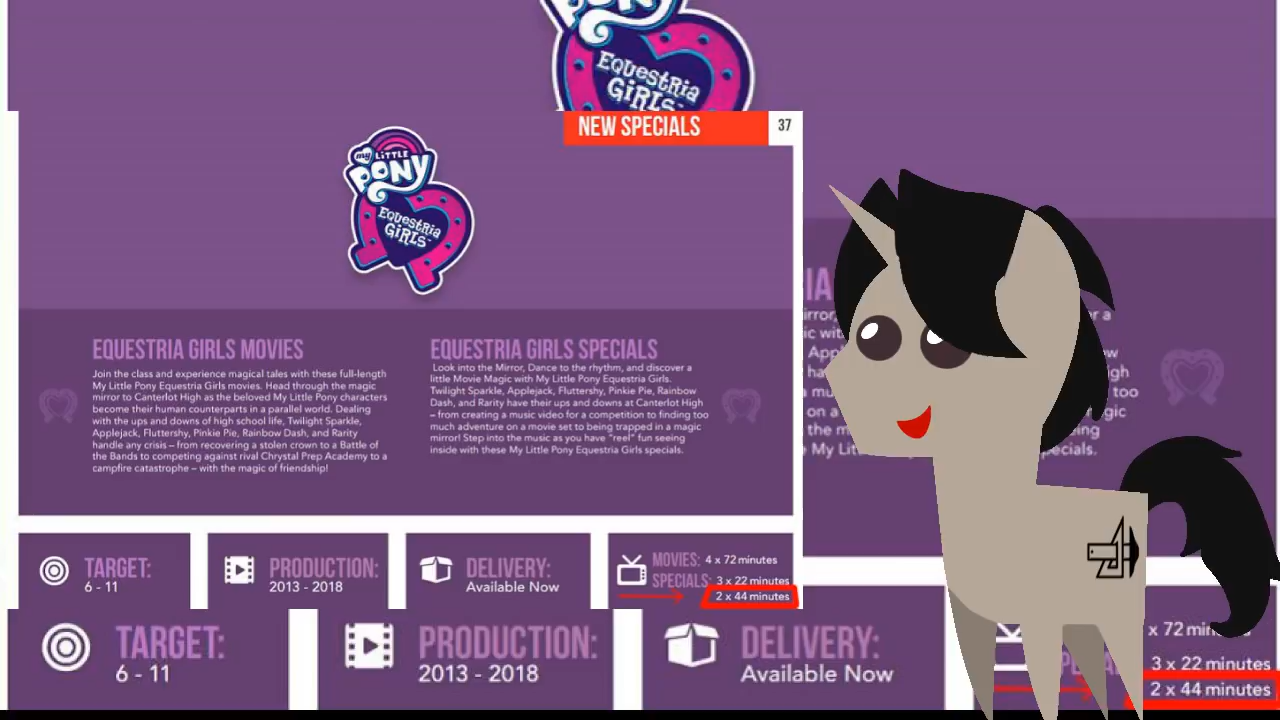 PONY
EQUESTRIA
GIRLS
NEW SPECIALS
37
my LITTLE
PONY
EQUESTRIA
GIRLS™
EQUESTRIA GIRLS MOVIES
Join the class and experience magical tales with these full-length
My Little Pony Equestria Girls movies. Head through the magic
mirror to Canterlot High as the beloved My Little Pony characters
become their human counterparts in a parallel world. Dealing
with the ups and downs of high school life, Twilight Sparkle,
Applejack, Fluttershy, Pinkie Pie, Rainbow Dash, and Rarity
handle any crisis – from recovering a stolen crown to a Battle of
the Bands to competing against rival Chrystal Prep Academy to a
campfire catastrophe – with the magic of friendship!
EQUESTRIA GIRLS SPECIALS
Look into the Mirror, Dance to the rhythm, and discover a
little Movie Magic with My Little Pony Equestria Girls.
Twilight Sparkle, Applejack, Fluttershy, Pinkie Pie, Rainbow
Dash, and Rarity have their ups and downs at Canterlot High
– from creating a music video for a competition to finding too
much adventure on a movie set to being trapped in a magic
mirror! Step into the music as you have “reel” fun seeing
inside with these My Little Pony Equestria Girls specials.
TARGET:
6 - 11
PRODUCTION:
2013 - 2018
DELIVERY:
Available Now
MOVIES: 4 x 72 minutes
SPECIALS: 3 x 22 minutes
2 x 44 minutes
TARGET:
6 - 11
PRODUCTION:
2013 - 2018
DELIVERY:
Available Now
x 72 min
3 x 22 minutes
2 x 44 minutes